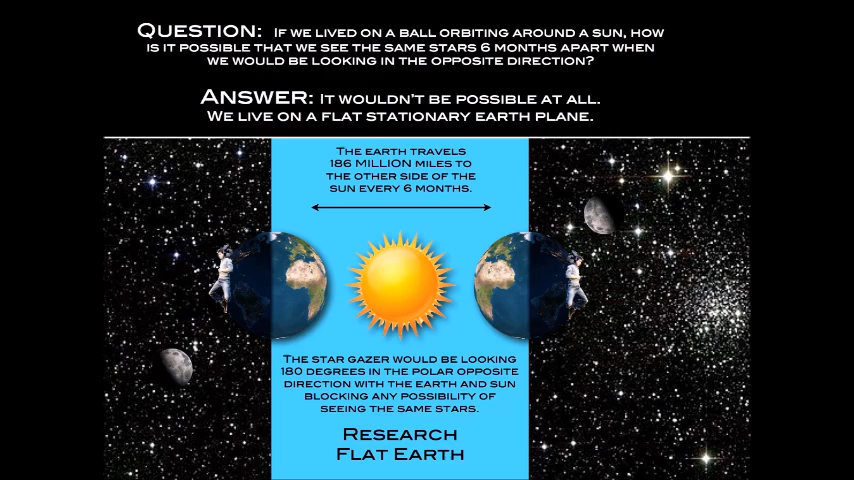 Question: If we lived on a ball orbiting around a sun, how
is it possible that we see the same stars 6 months apart when
we would be looking in the opposite direction?
Answer: It wouldn't be possible at all.
We live on a flat stationary earth plane.
The earth travels
186 million miles to
the other side of the
sun every 6 months.
The star gazer would be looking
180 degrees in the polar opposite
direction with the earth and sun
blocking any possibility of
seeing the same stars.
Research
Flat Earth